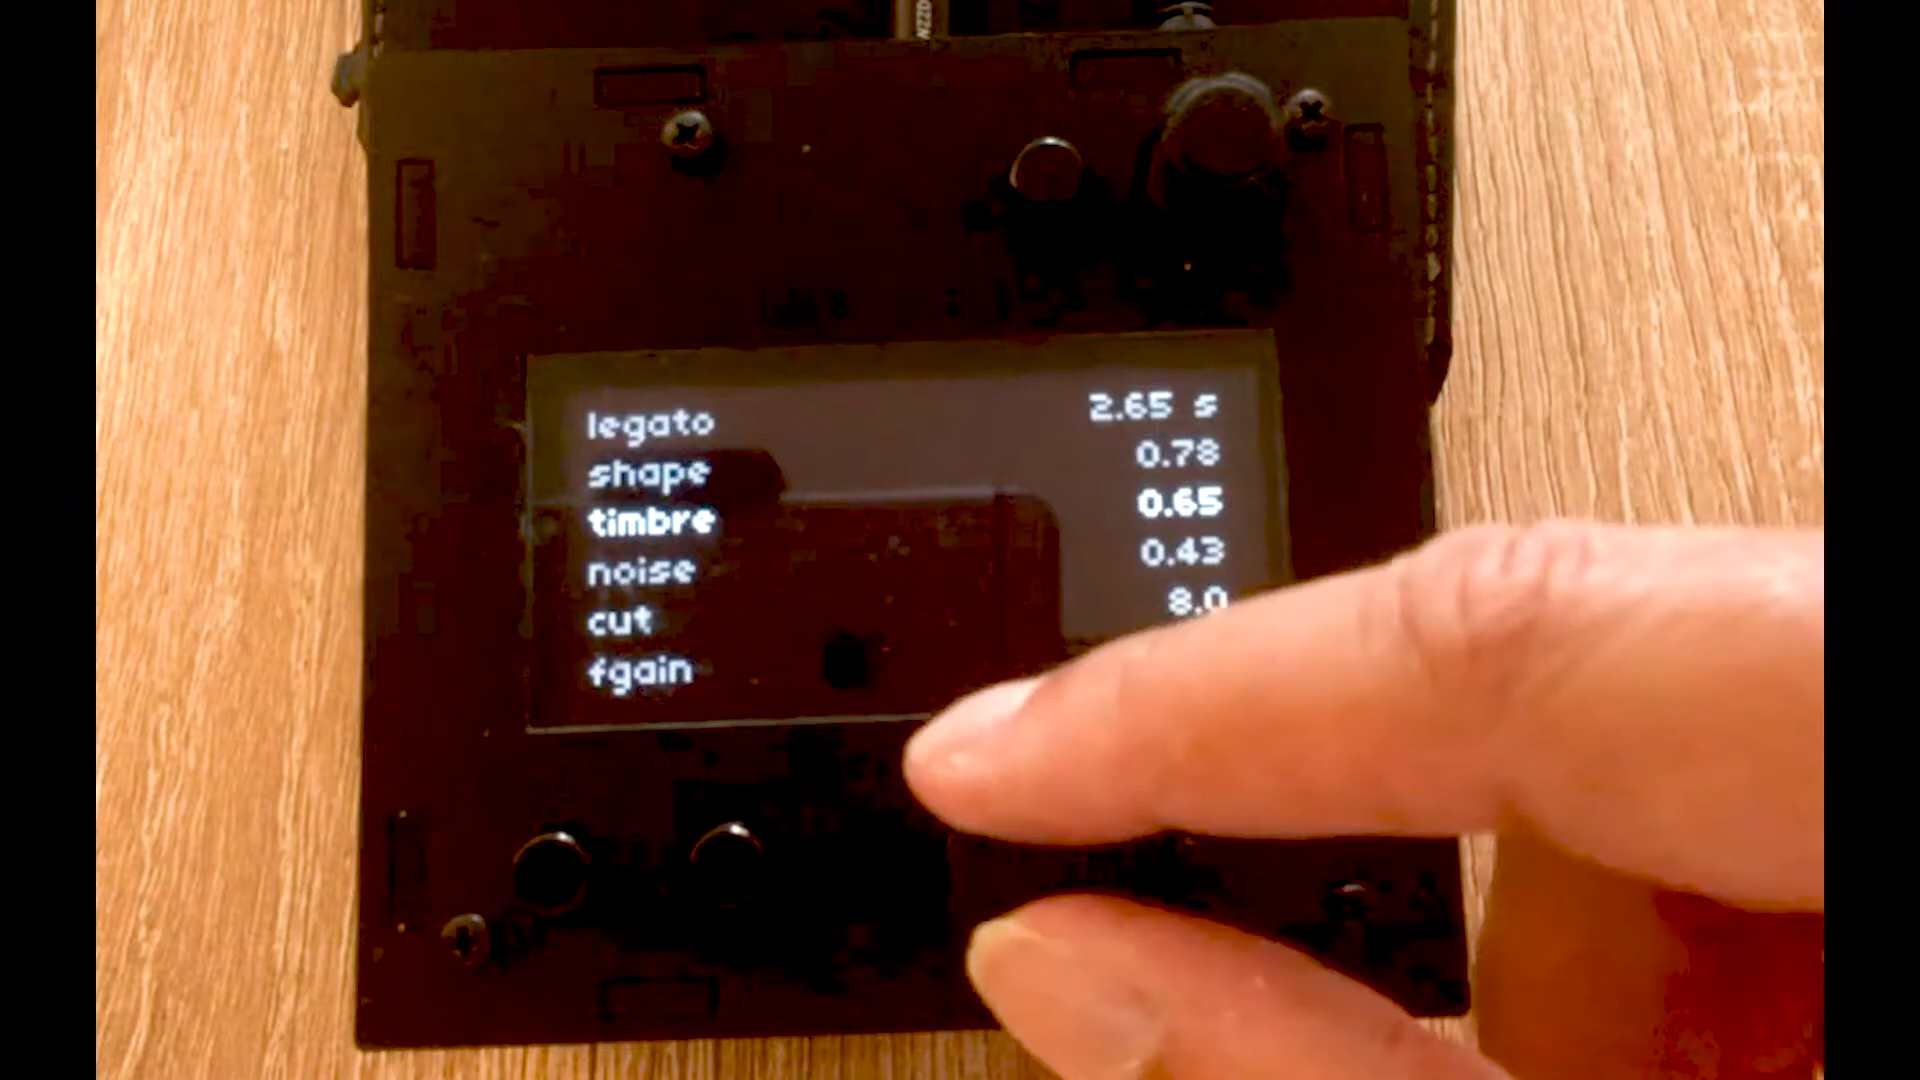 legato 2.65 s
shape 0.78
timbre 0.65
noise 0.43
cut 8.0
fgain